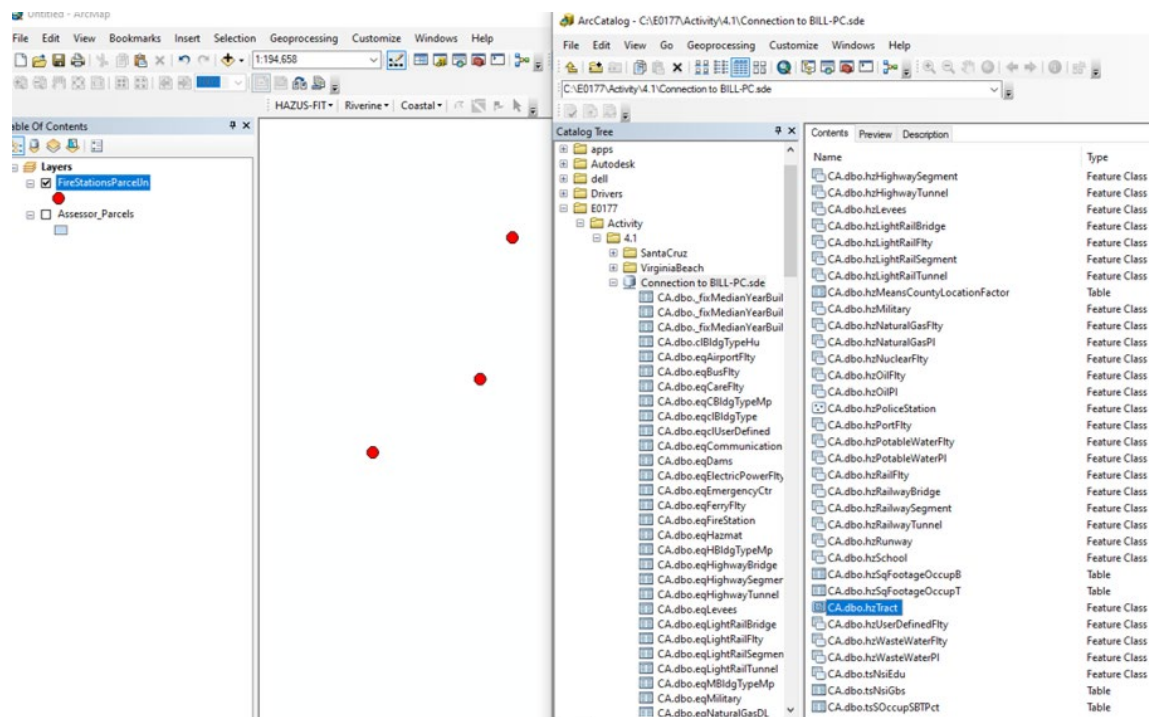 Untitled - ArcMap
File Edit View Bookmarks Insert Selection Geoprocessing Customize Windows Help
1:194,658
HAZUS-FIT Riverine Coastal
able Of Contents
Layers
FireStationsParcelJn
Assessor_Parcels
ArcCatalog - C:\E0177\Activity\4.1\Connection to BILL-PC.sde
File Edit View Go Geoprocessing Customize Windows Help
C:\E0177\Activity\4.1\Connection to BILL-PC.sde
Catalog Tree
apps
Autodesk
dell
Drivers
E0177
Activity
4.1
SantaCruz
VirginiaBeach
Connection to BILL-PC.sde
CA.dbo._fixMedianYearBuil
CA.dbo._fixMedianYearBuil
CA.dbo._fixMedianYearBuil
CA.dbo.clBldgTypeHu
CA.dbo.eqAirportFlty
CA.dbo.eqBusFlty
CA.dbo.eqCareFlty
CA.dbo.eqCBldgTypeMp
CA.dbo.eqclBldgType
CA.dbo.eqclUserDefined
CA.dbo.eqCommunication
CA.dbo.eqDams
CA.dbo.eqElectricPowerFlty
CA.dbo.eqEmergencyCtr
CA.dbo.eqFerryFlty
CA.dbo.eqFireStation
CA.dbo.eqHazmat
CA.dbo.eqHBldgTypeMp
CA.dbo.eqHighwayBridge
CA.dbo.eqHighwaySegmer
CA.dbo.eqHighwayTunnel
CA.dbo.eqLevees
CA.dbo.eqLightRailBridge
CA.dbo.eqLightRailFlty
CA.dbo.eqLightRailSegmen
CA.dbo.eqLightRailTunnel
CA.dbo.eqMBldgTypeMp
CA.dbo.eqMilitary
CA.dbo.eqNaturalGasDL
Contents Preview Description
Name Type
CA.dbo.hzHighwaySegment Feature Class
CA.dbo.hzHighwayTunnel Feature Class
CA.dbo.hzLevees Feature Class
CA.dbo.hzLightRailBridge Feature Class
CA.dbo.hzLightRailFlty Feature Class
CA.dbo.hzLightRailSegment Feature Class
CA.dbo.hzLightRailTunnel Feature Class
CA.dbo.hzMeansCountyLocationFactor Table
CA.dbo.hzMilitary Feature Class
CA.dbo.hzNaturalGasFlty Feature Class
CA.dbo.hzNaturalGasPl Feature Class
CA.dbo.hzNuclearFlty Feature Class
CA.dbo.hzOilFlty Feature Class
CA.dbo.hzOilPl Feature Class
CA.dbo.hzPoliceStation Feature Class
CA.dbo.hzPortFlty Feature Class
CA.dbo.hzPotableWaterFlty Feature Class
CA.dbo.hzPotableWaterPl Feature Class
CA.dbo.hzRailFlty Feature Class
CA.dbo.hzRailwayBridge Feature Class
CA.dbo.hzRailwaySegment Feature Class
CA.dbo.hzRailwayTunnel Feature Class
CA.dbo.hzRunway Feature Class
CA.dbo.hzSchool Feature Class
CA.dbo.hzSqFootageOccupB Table
CA.dbo.hzSqFootageOccupT Table
CA.dbo.hzTract Feature Class
CA.dbo.hzUserDefinedFlty Feature Class
CA.dbo.hzWasteWaterFlty Feature Class
CA.dbo.hzWasteWaterPl Feature Class
CA.dbo.tsNsiEdu Feature Class
CA.dbo.tsNsiGbs Table
CA.dbo.tsSOccupSBTPct Table